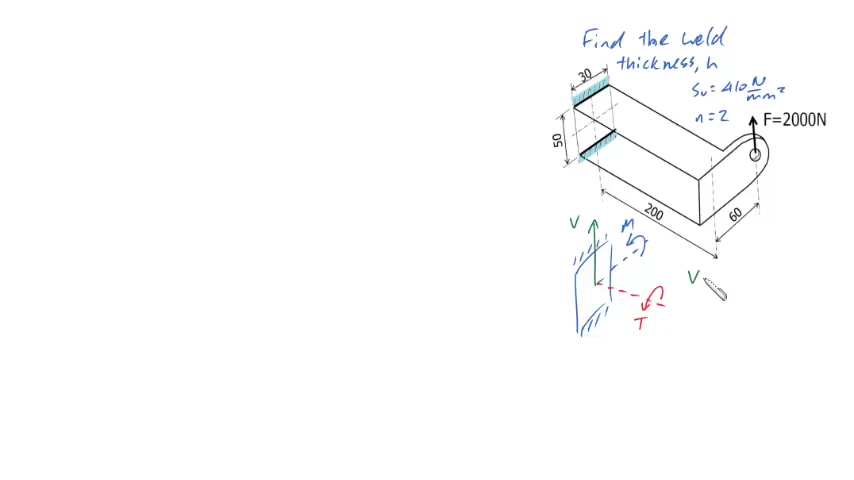 Find the weld
thickness, h
30
Su = 410 N/mm²
n = 2
F=2000N
50
200
60
V
M
V
T